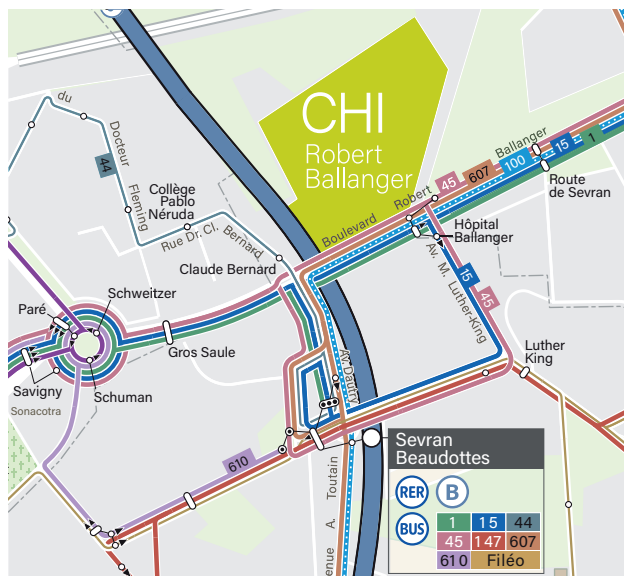 du
Docteur
Fleming
44
CHI
Robert
Ballanger
Collège
Pablo
Néruda
Rue Dr. Cl. Bernard
Claude Bernard
Boulevard Robert Ballanger
45
607
100
15
1
Route
de Sevran
Hôpital
Ballanger
Av. M. Luther-King
15
45
Paré
Schweitzer
Gros Saule
Savigny
Sonacotra
Schuman
Av. Dautry
Luther
King
610
enue A. Toutain
Sevran
Beaudottes
RER B
BUS 1 15 44
45 147 607
610 Filéo